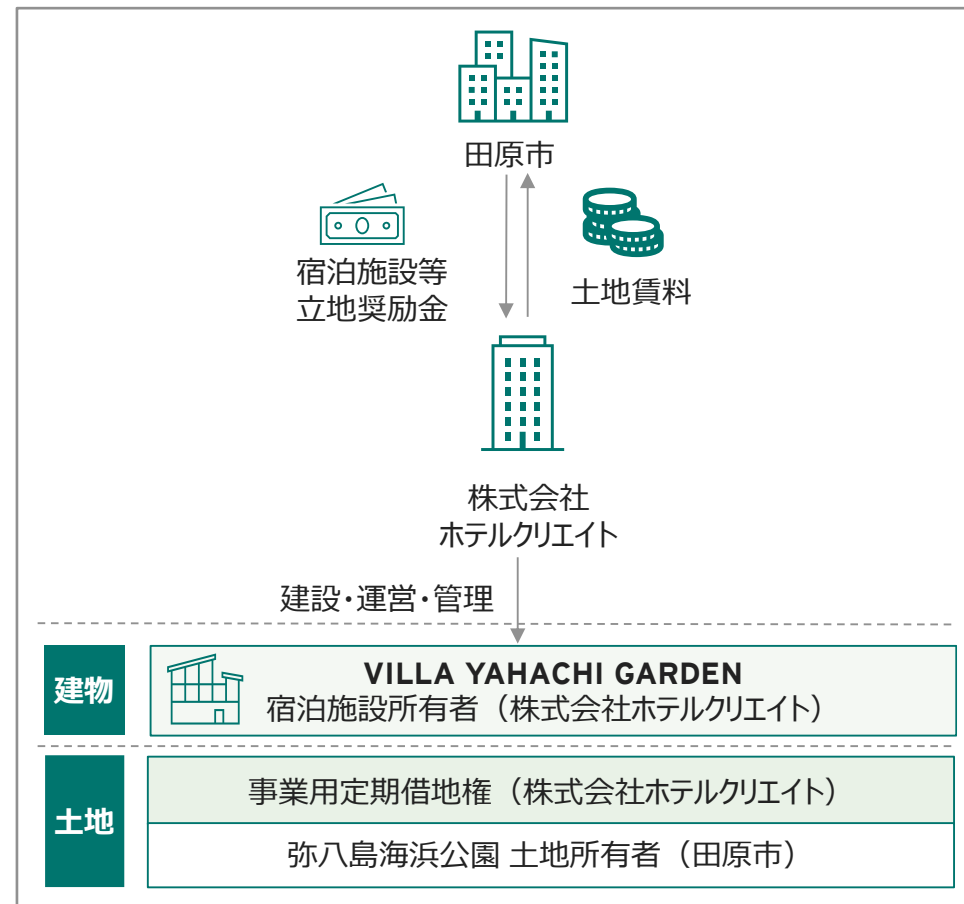 田原市
宿泊施設等
立地奨励金
土地賃料
株式会社
ホテルクリエイト
建設・運営・管理
建物
VILLA YAHACHI GARDEN
宿泊施設所有者（株式会社ホテルクリエイト）
土地
事業用定期借地権（株式会社ホテルクリエイト）
弥八島海浜公園 土地所有者（田原市）